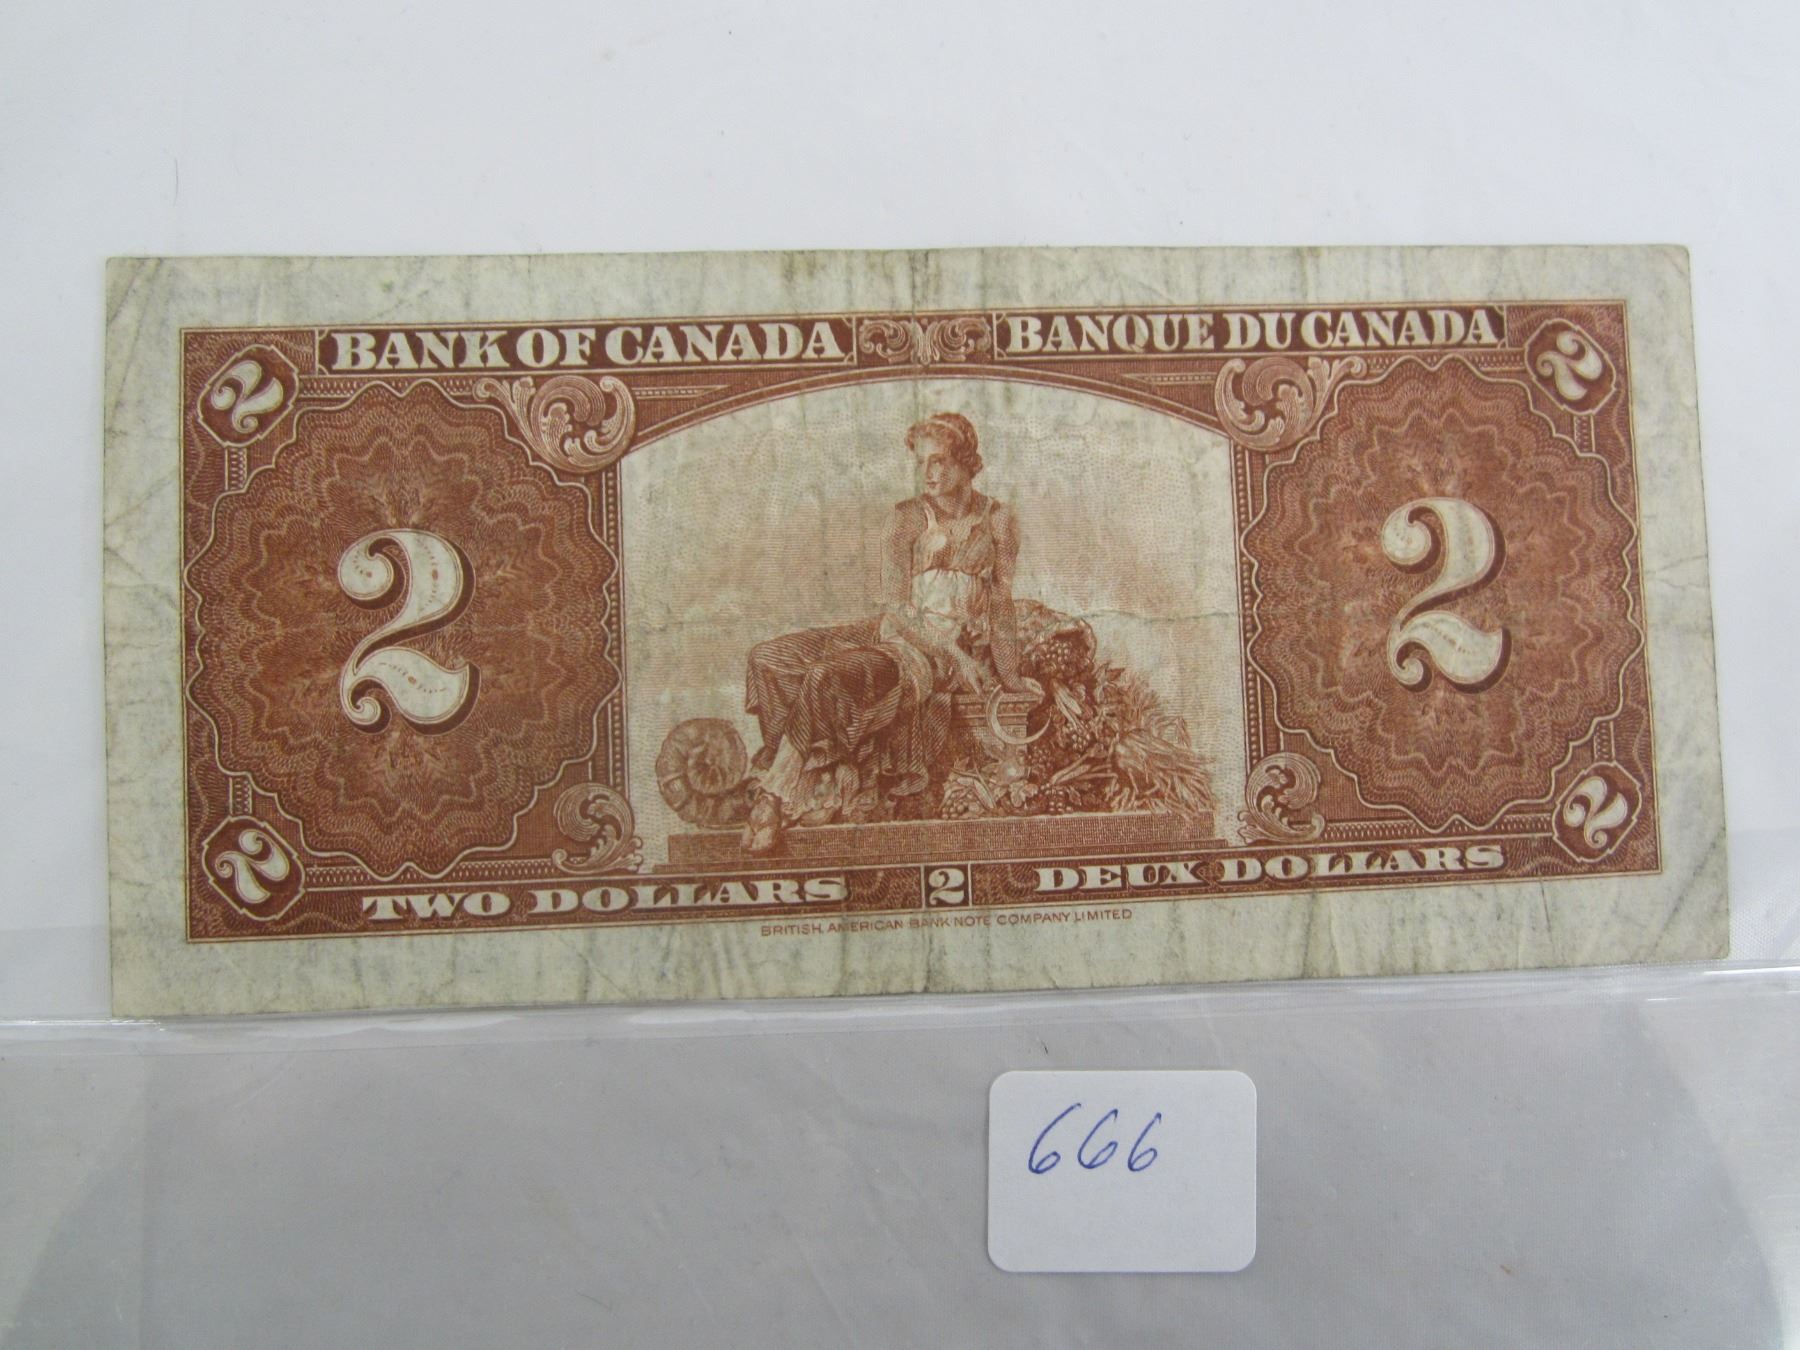 BANK OF CANADA BANQUE DU CANADA
2 2
2 2
2 2
TWO DOLLARS 2 DEUX DOLLARS
BRITISH AMERICAN BANK NOTE COMPANY LIMITED
666